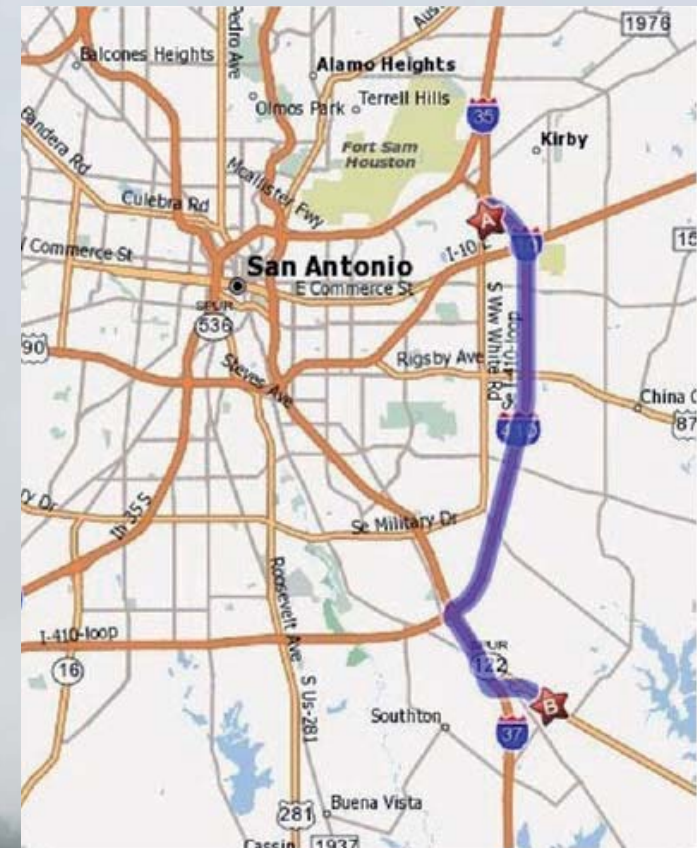 1976
Balcones Heights
Alamo Heights
Olmos Park
Terrell Hills
35
Kirby
Fort Sam
Houston
Bandera Rd
Mcallister Fwy
Culebra Rd
Commerce St
I-10 E
San Antonio
E Commerce St
SPUR
536
90
Steves Ave
Rigsby Ave
S Ww White Rd
China
87
Se Military Dr
Ih 35 S
Roosevelt Ave
I-410-loop
16
SPUR
122
S Us-281
B
A
Southton
37
281
Buena Vista
Cassin
1937